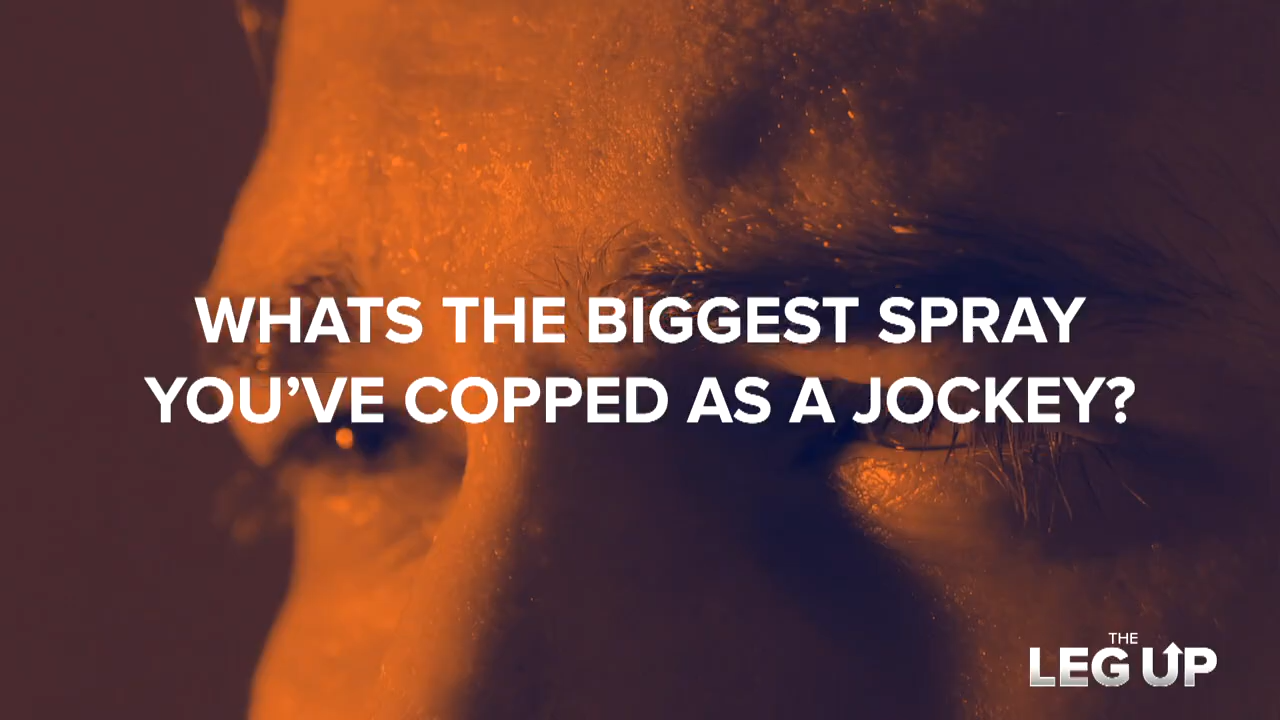 WHATS THE BIGGEST SPRAY
YOU’VE COPPED AS A JOCKEY?
THE
LEG UP